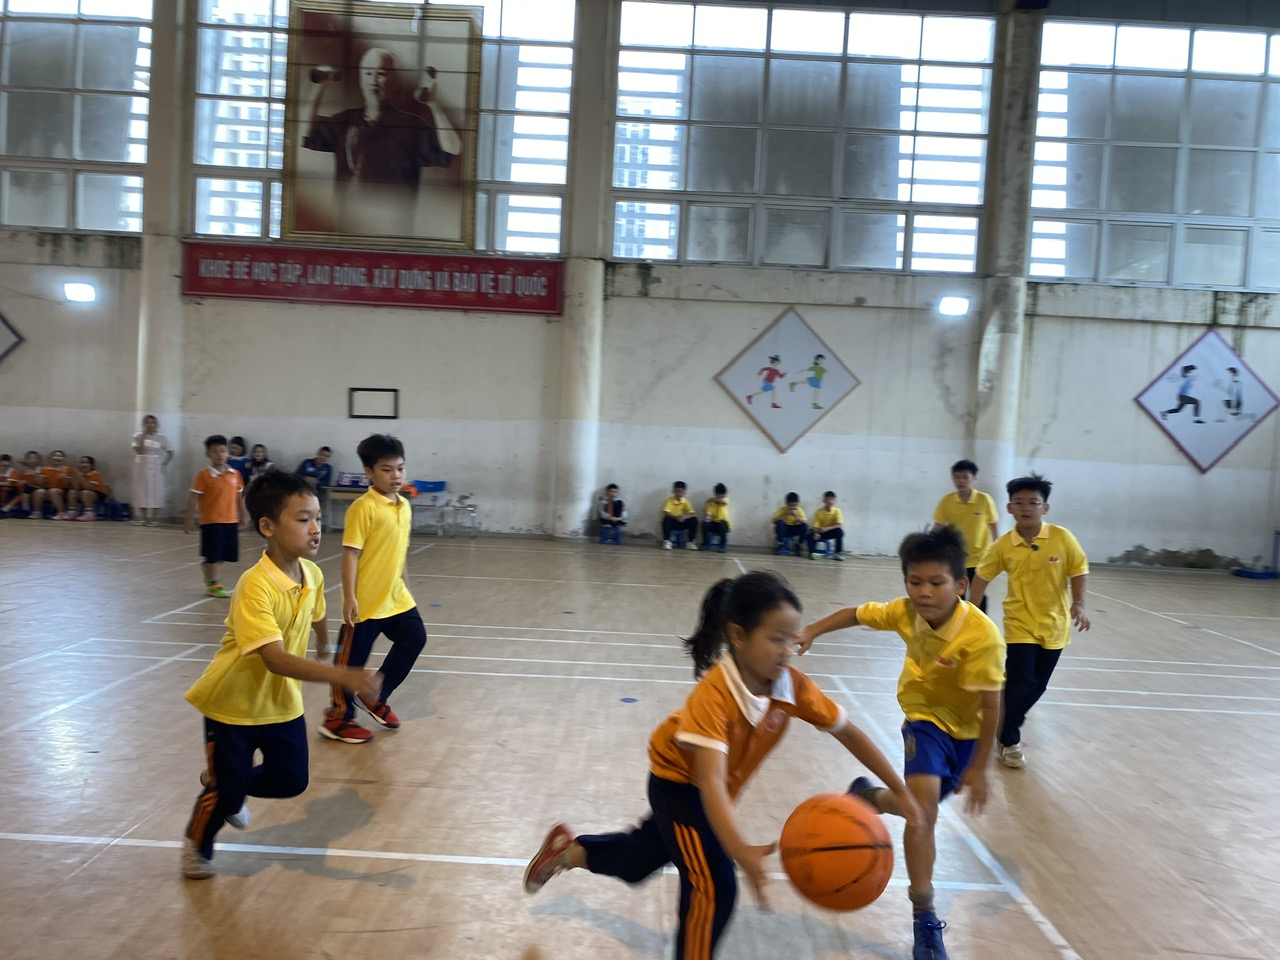 KHỎE ĐỂ HỌC TẬP, LAO ĐỘNG, XÂY DỰNG VÀ BẢO VỆ TỔ QUỐC